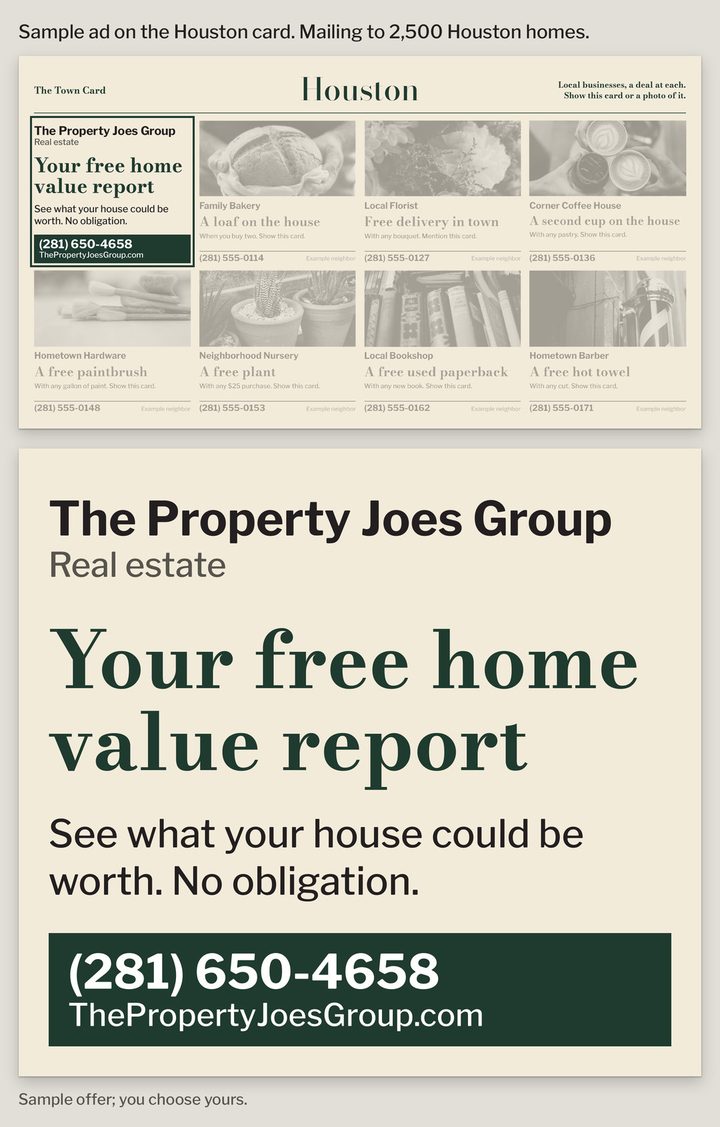 Sample ad on the Houston card. Mailing to 2,500 Houston homes.
The Town Card
Houston
Local businesses, a deal at each.
Show this card or a photo of it.
The Property Joes Group
Real estate
Your free home
value report
See what your house could be
worth. No obligation.
(281) 650-4658
ThePropertyJoesGroup.com
Family Bakery
A loaf on the house
When you buy two. Show this card.
(281) 555-0114
Example neighbor
Local Florist
Free delivery in town
With any bouquet. Mention this card.
(281) 555-0127
Example neighbor
Corner Coffee House
A second cup on the house
With any pastry. Show this card.
(281) 555-0136
Example neighbor
Hometown Hardware
A free paintbrush
With any gallon of paint. Show this card.
(281) 555-0148
Example neighbor
Neighborhood Nursery
A free plant
With any $25 purchase. Show this card.
(281) 555-0153
Example neighbor
Local Bookshop
A free used paperback
With any new book. Show this card.
(281) 555-0162
Example neighbor
Hometown Barber
A free hot towel
With any cut. Show this card.
(281) 555-0171
Example neighbor
The Property Joes Group
Real estate
Your free home
value report
See what your house could be
worth. No obligation.
(281) 650-4658
ThePropertyJoesGroup.com
Sample offer; you choose yours.